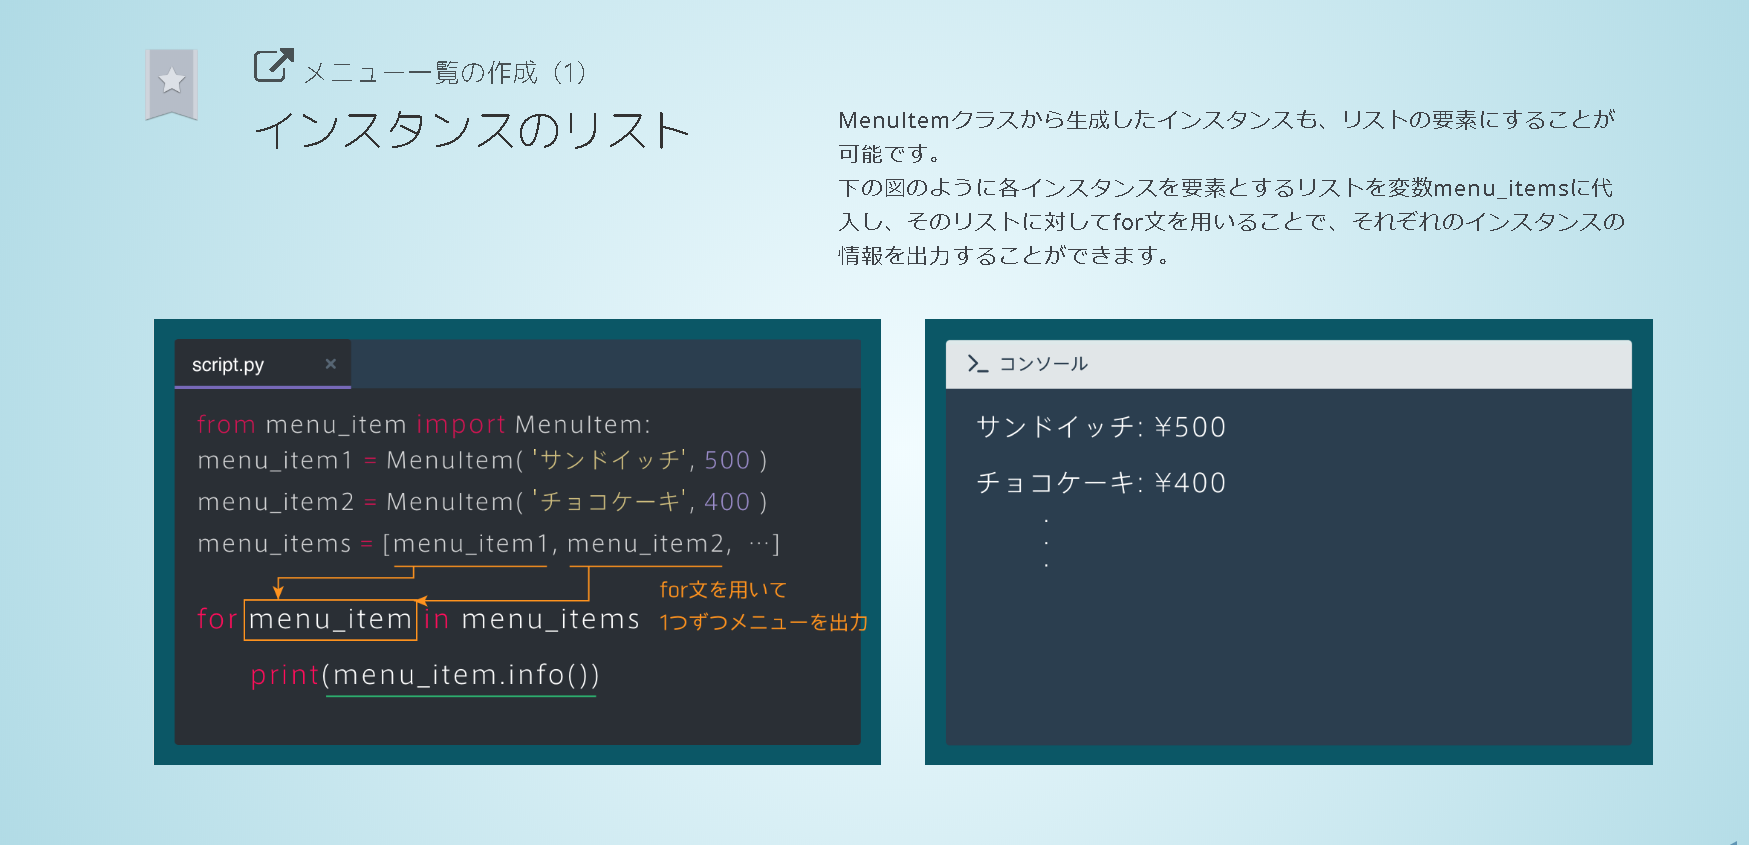 メニュー一覧の作成（1）
インスタンスのリスト
MenuItemクラスから生成したインスタンスも、リストの要素にすることが
可能です。
下の図のように各インスタンスを要素とするリストを変数menu_itemsに代
入し、そのリストに対してfor文を用いることで、それぞれのインスタンスの
情報を出力することができます。
script.py ×
from menu_item import MenuItem:
menu_item1 = MenuItem( 'サンドイッチ', 500 )
menu_item2 = MenuItem( 'チョコケーキ', 400 )
menu_items = [menu_item1, menu_item2, …]
for文を用いて
1つずつメニューを出力
for menu_item in menu_items
print(menu_item.info())
コンソール
サンドイッチ: ¥500
チョコケーキ: ¥400
.
.
.